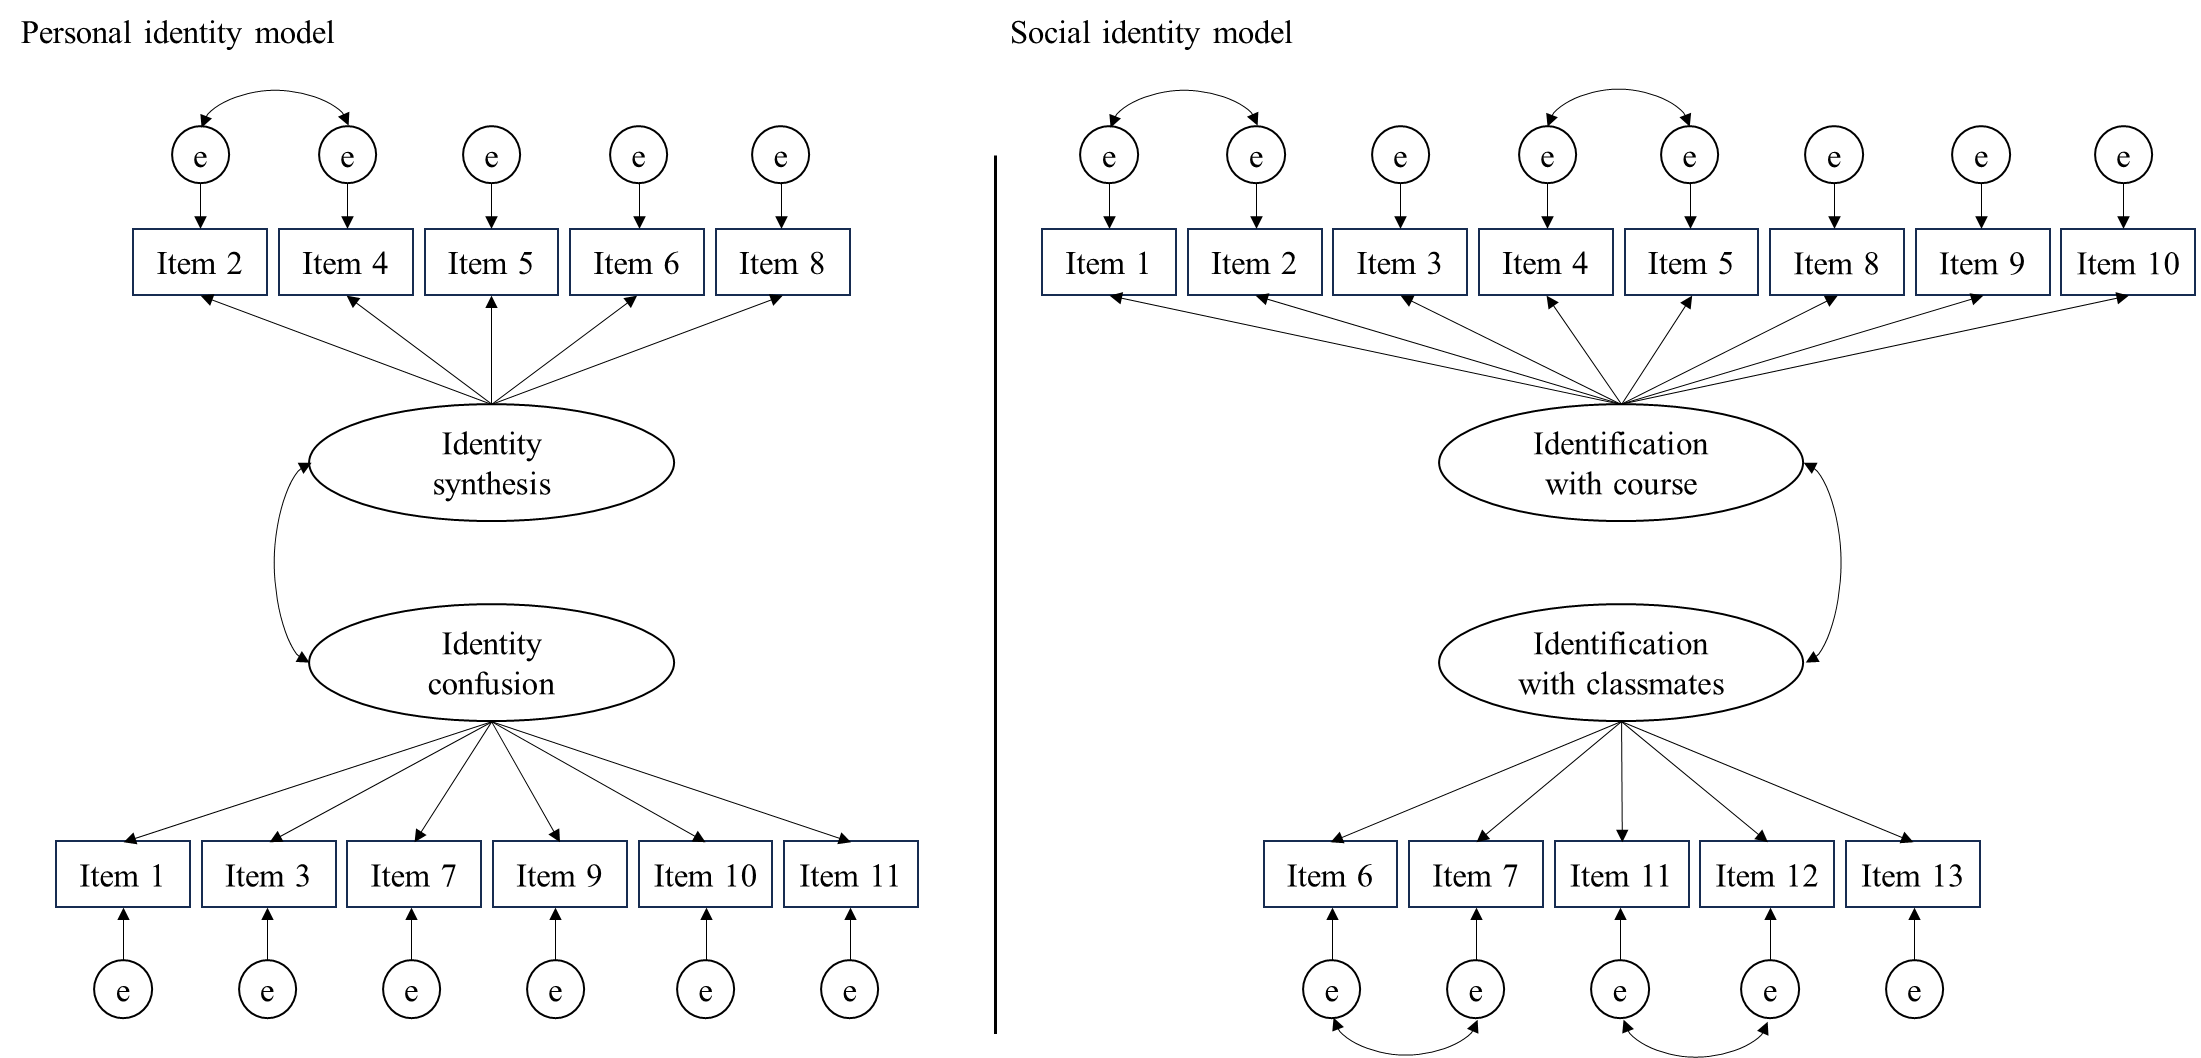 Personal identity model
e e e e e
Item 2 Item 4 Item 5 Item 6 Item 8
Identity
synthesis
Identity
confusion
Item 1 Item 3 Item 7 Item 9 Item 10 Item 11
e e e e e e
Social identity model
e e e e e e e e
Item 1 Item 2 Item 3 Item 4 Item 5 Item 8 Item 9 Item 10
Identification
with course
Identification
with classmates
Item 6 Item 7 Item 11 Item 12 Item 13
e e e e e